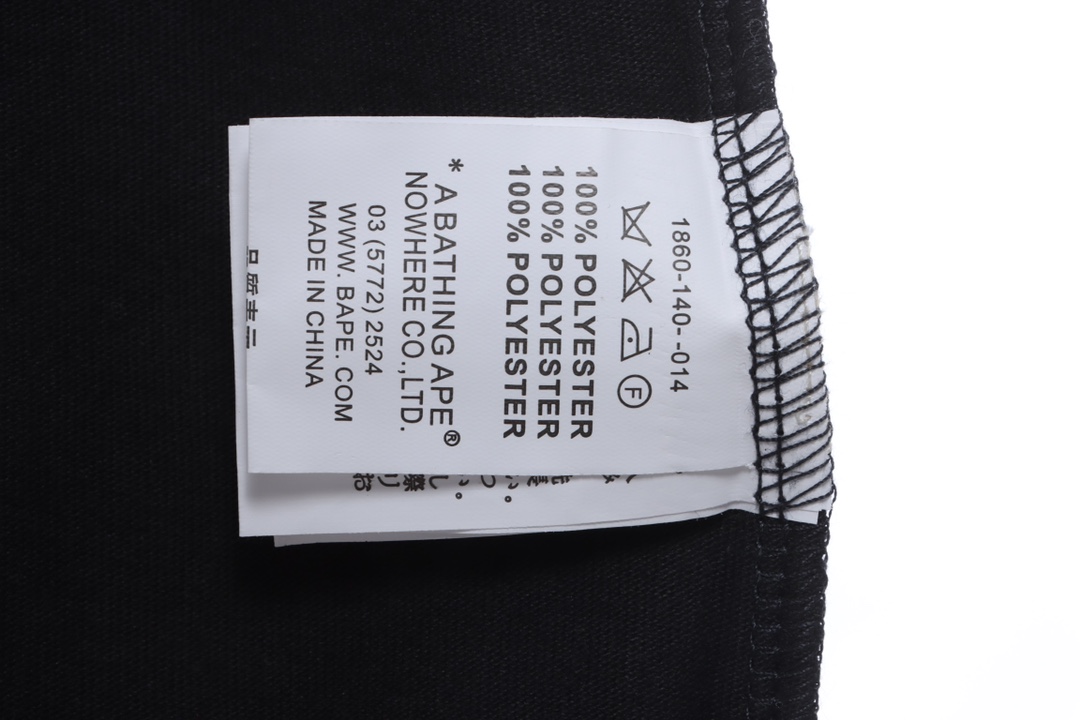 1860-140--014
F
100% POLYESTER
100% POLYESTER
100% POLYESTER
* A BATHING APE®
NOWHERE CO.,LTD.
03 (5772) 2524
WWW. BAPE. COM
MADE IN CHINA